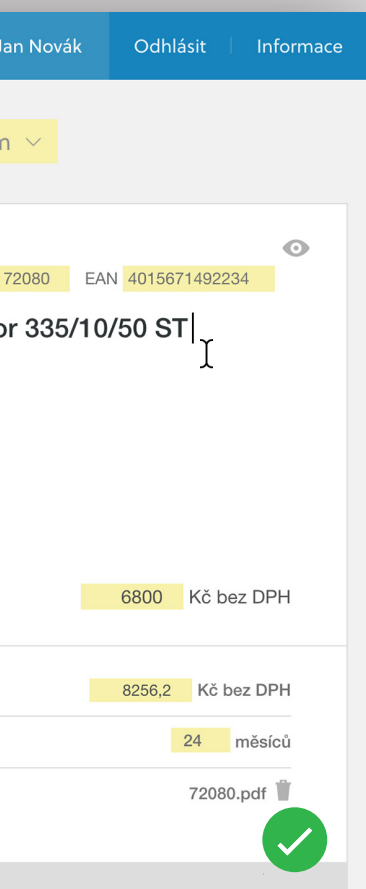 Jan Novák Odhlásit Informace
72080 EAN 4015671492234
335/10/50 ST
6800 Kč bez DPH
8256,2 Kč bez DPH
24 měsíců
72080.pdf